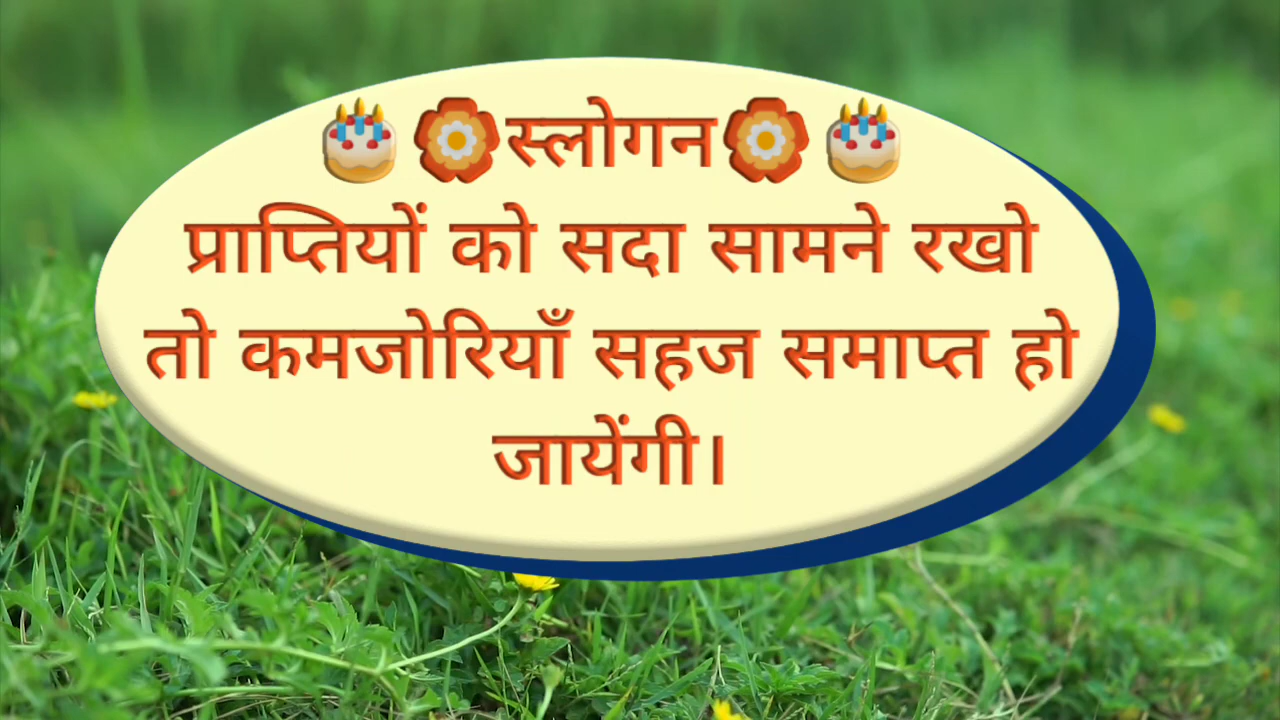 🎂 🏵️स्लोगन🏵️ 🎂
प्राप्तियों को सदा सामने रखो
तो कमजोरियाँ सहज समाप्त हो
जायेंगी।